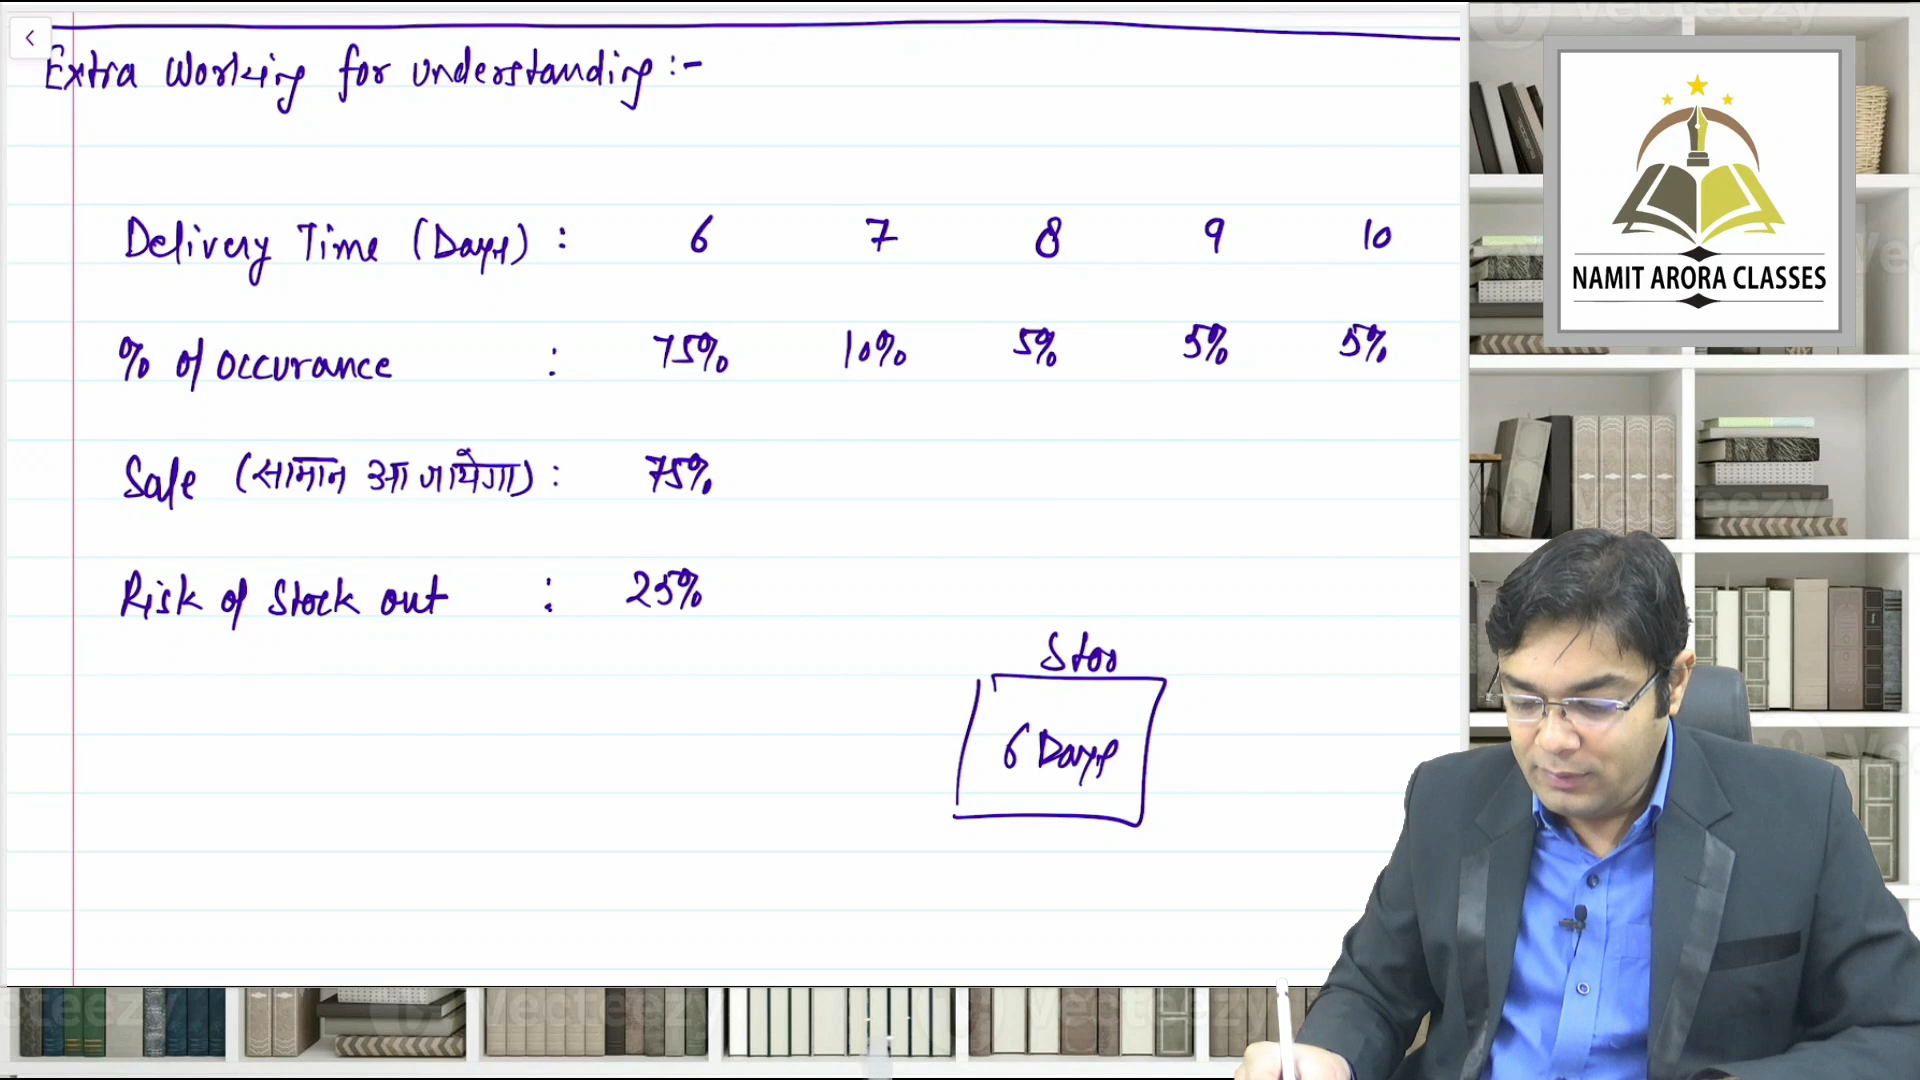 Extra Working for understanding :-
Delivery Time (Days) : 6 7 8 9 10
% of occurance : 75% 10% 5% 5% 5%
Safe (सामान आ जायेगा) : 75%
Risk of Stock out : 25%
Stoo
6 Days
NAMIT ARORA CLASSES
Vecteezy